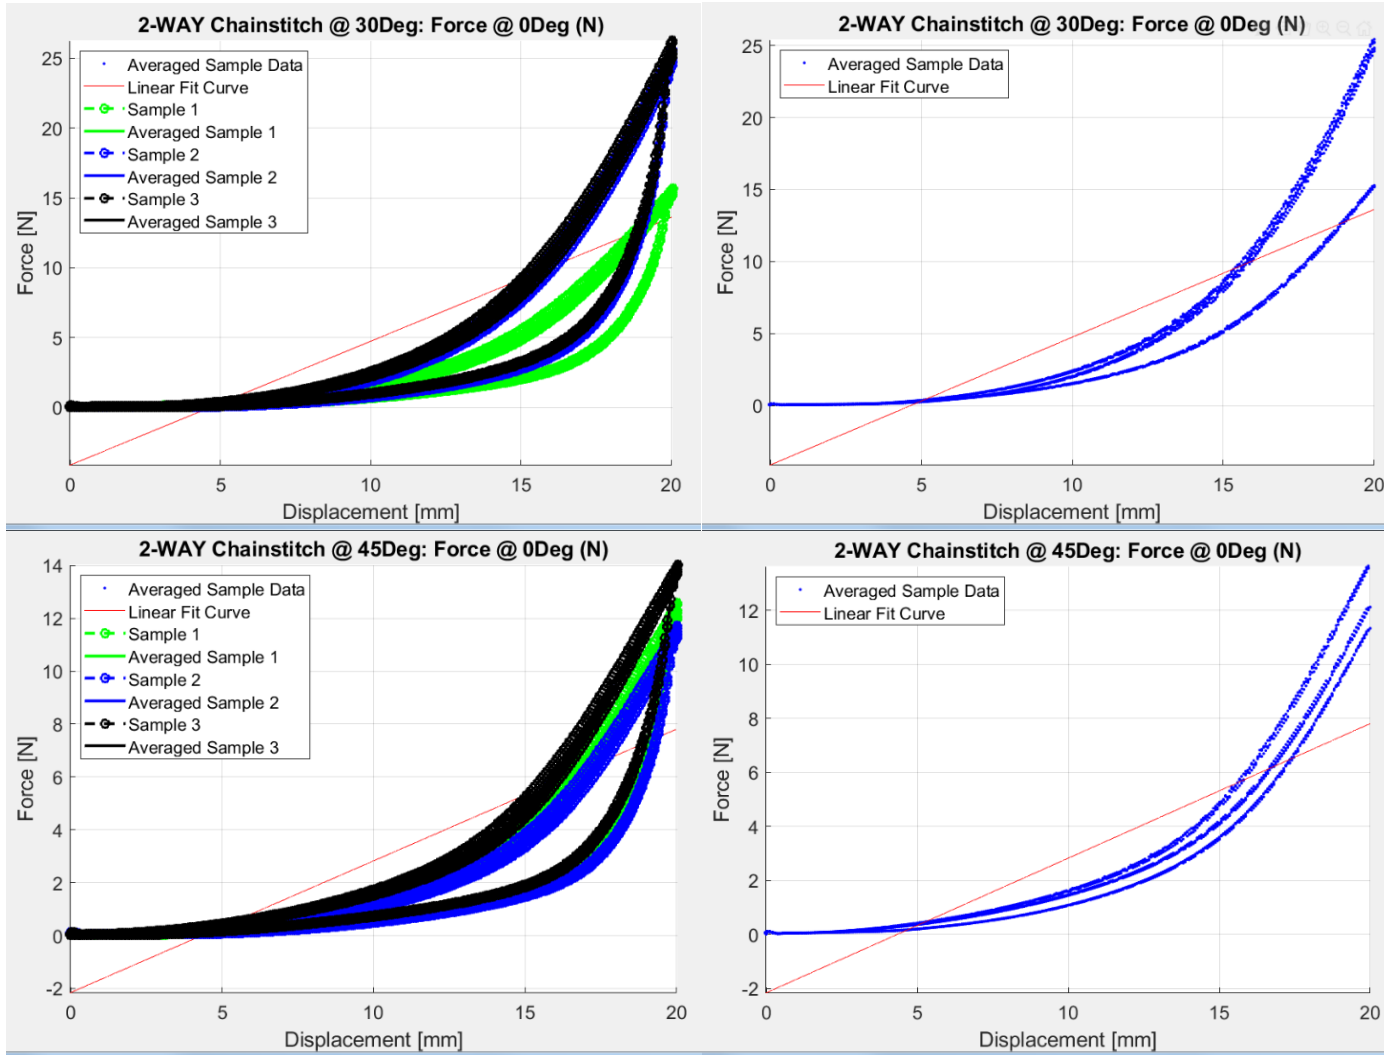 2-WAY Chainstitch @ 30Deg: Force @ 0Deg (N)
Averaged Sample Data
Linear Fit Curve
Sample 1
Averaged Sample 1
Sample 2
Averaged Sample 2
Sample 3
Averaged Sample 3
25
20
15
10
5
0
Force [N]
0 5 10 15 20
Displacement [mm]
2-WAY Chainstitch @ 30Deg: Force @ 0Deg (N)
Averaged Sample Data
Linear Fit Curve
25
20
15
10
5
0
Force [N]
0 5 10 15 20
Displacement [mm]
2-WAY Chainstitch @ 45Deg: Force @ 0Deg (N)
Averaged Sample Data
Linear Fit Curve
Sample 1
Averaged Sample 1
Sample 2
Averaged Sample 2
Sample 3
Averaged Sample 3
14
12
10
8
6
4
2
0
-2
Force [N]
0 5 10 15 20
Displacement [mm]
2-WAY Chainstitch @ 45Deg: Force @ 0Deg (N)
Averaged Sample Data
Linear Fit Curve
12
10
8
6
4
2
0
-2
Force [N]
0 5 10 15 20
Displacement [mm]